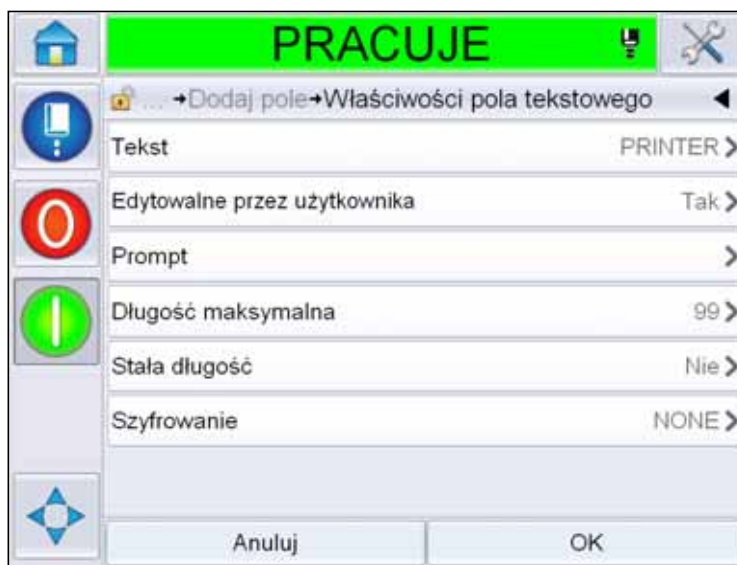 PRACUJE
... →Dodaj pole→Właściwości pola tekstowego
Tekst PRINTER
Edytowalne przez użytkownika Tak
Prompt
Długość maksymalna 99
Stała długość Nie
Szyfrowanie NONE
Anuluj OK